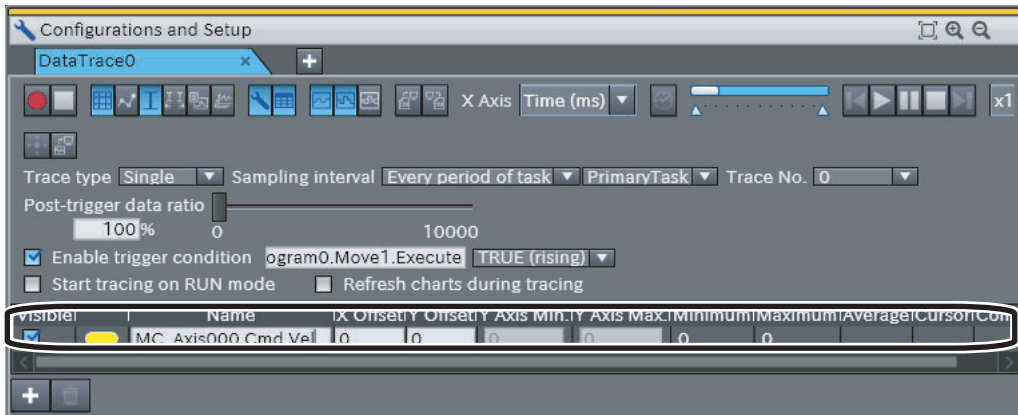 Configurations and Setup
DataTrace0 × +
X Axis Time (ms) x1
Trace type Single Sampling interval Every period of task PrimaryTask Trace No. 0
Post-trigger data ratio
100 % 0 10000
Enable trigger condition ogram0.Move1.Execute TRUE (rising)
Start tracing on RUN mode Refresh charts during tracing
Visible Name X Offset Y Offset Y Axis Min. Y Axis Max. Minimum Maximum Average Cursor Com
MC_Axis000.Cmd.Vel 0 0 0 0 0 0
+